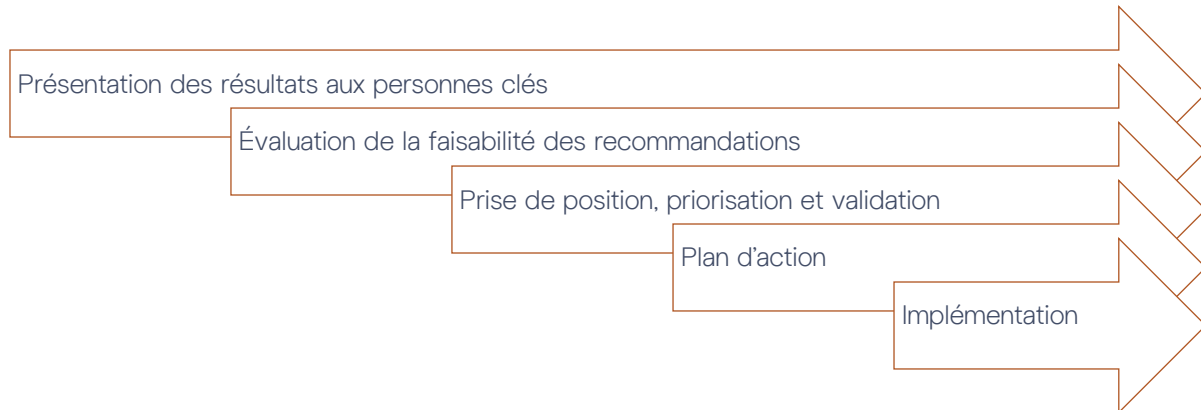 Présentation des résultats aux personnes clés
Évaluation de la faisabilité des recommandations
Prise de position, priorisation et validation
Plan d’action
Implémentation